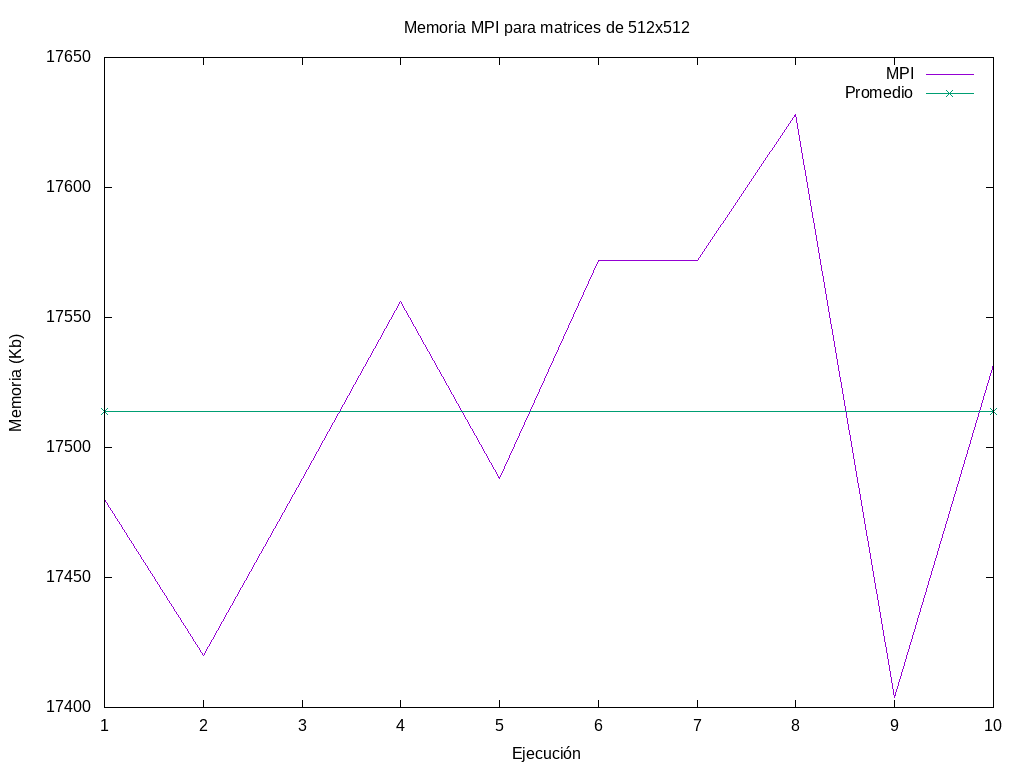 Memoria MPI para matrices de 512x512
17650
17600
17550
17500
17450
17400
Memoria (Kb)
MPI
Promedio
1 2 3 4 5 6 7 8 9 10
Ejecución